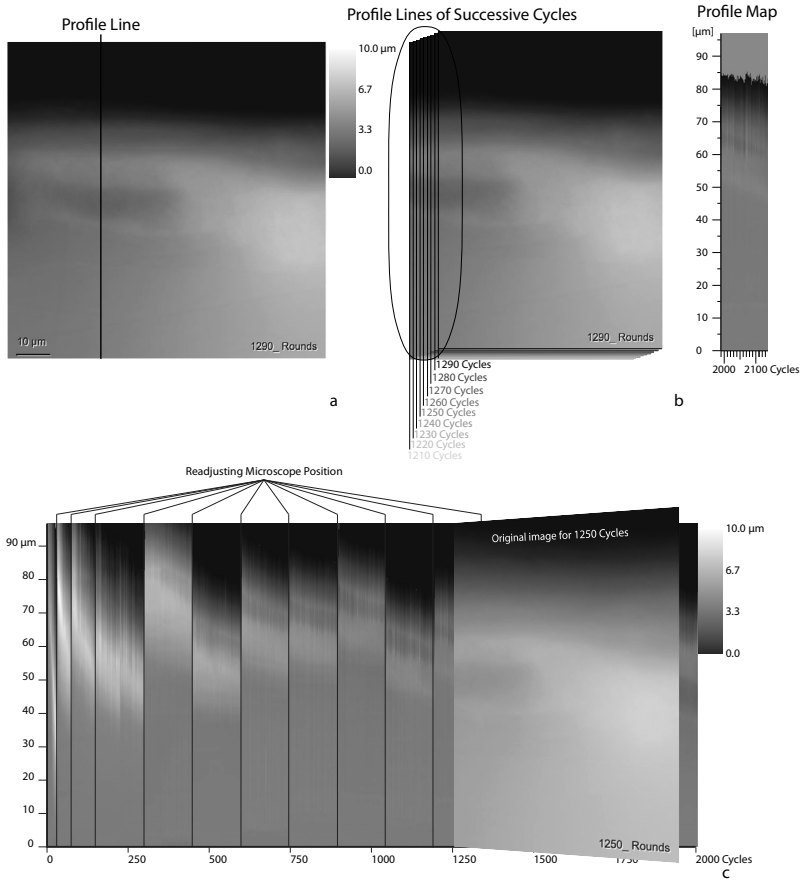 Profile Line
Profile Lines of Successive Cycles
Profile Map
10.0 µm
6.7
3.3
0.0
10 µm
1290_ Rounds
a
1290_ Rounds
1290 Cycles
1280 Cycles
1270 Cycles
1260 Cycles
1250 Cycles
1240 Cycles
1230 Cycles
1220 Cycles
1210 Cycles
b
[µm]
90
80
70
60
50
40
30
20
10
0
2000 2100 Cycles
Readjusting Microscope Position
Original image for 1250 Cycles
90 µm
80
70
60
50
40
30
20
10
0
0 250 500 750 1000 1250 1500 1750 2000 Cycles
1250_ Rounds
10.0 µm
6.7
3.3
0.0
c